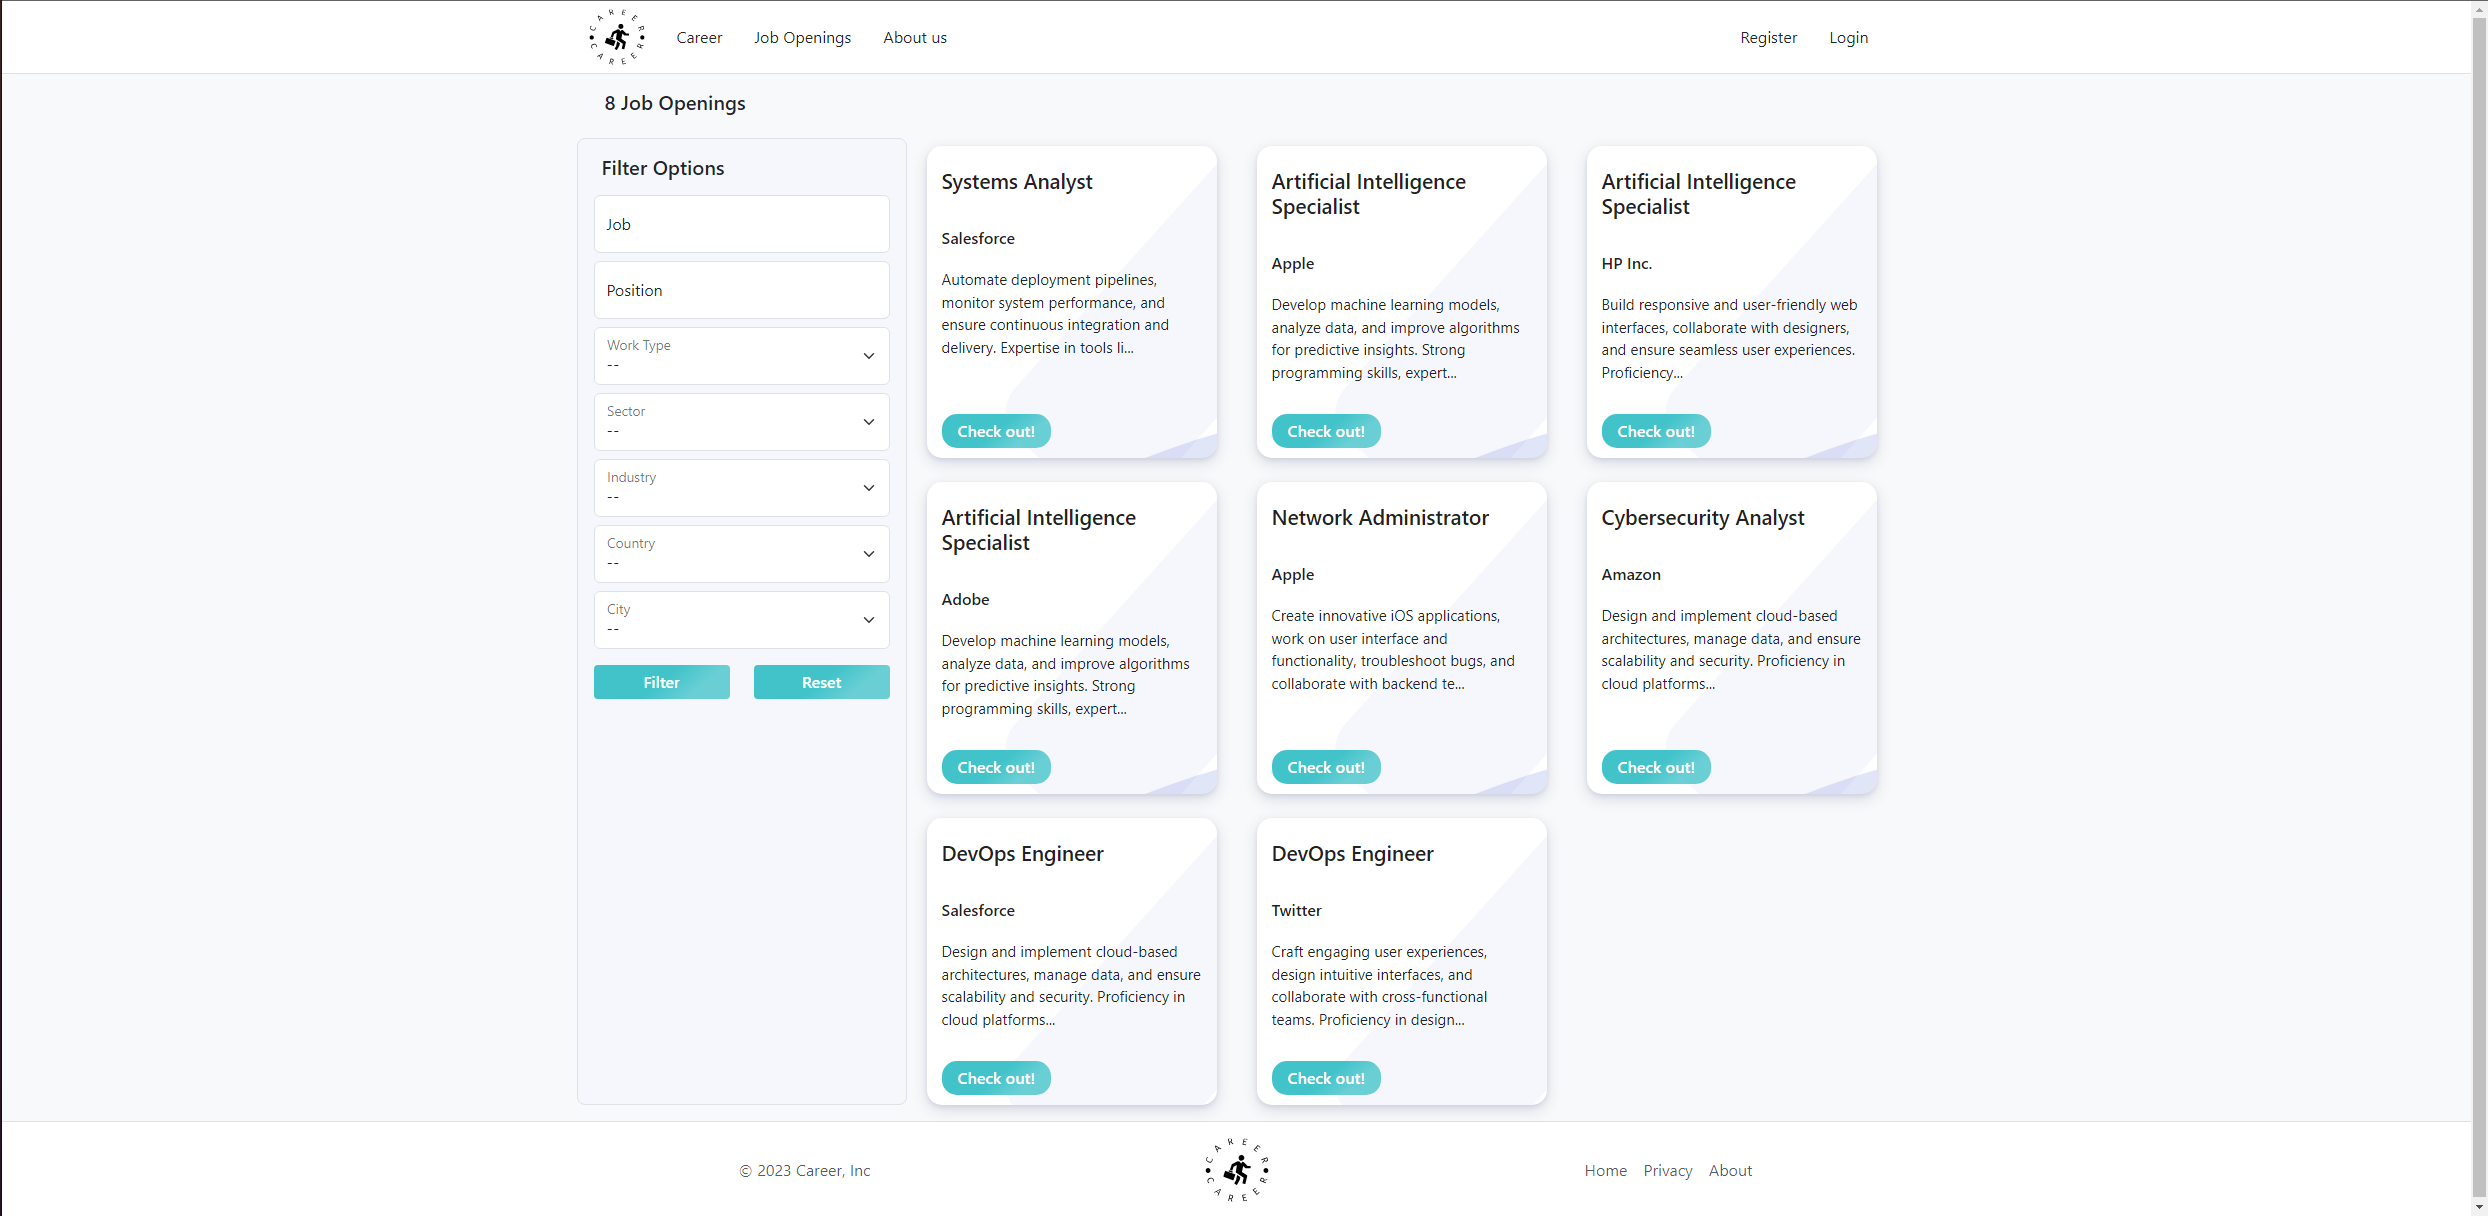 CAREER
CAREER
Career
Job Openings
About us
Register
Login
8 Job Openings
Filter Options
Job
Position
Work Type
--
Sector
--
Industry
--
Country
--
City
--
Filter
Reset
Systems Analyst
Salesforce
Automate deployment pipelines,
monitor system performance, and
ensure continuous integration and
delivery. Expertise in tools li...
Check out!
Artificial Intelligence
Specialist
Apple
Develop machine learning models,
analyze data, and improve algorithms
for predictive insights. Strong
programming skills, expert...
Check out!
Artificial Intelligence
Specialist
HP Inc.
Build responsive and user-friendly web
interfaces, collaborate with designers,
and ensure seamless user experiences.
Proficiency...
Check out!
Artificial Intelligence
Specialist
Adobe
Develop machine learning models,
analyze data, and improve algorithms
for predictive insights. Strong
programming skills, expert...
Check out!
Network Administrator
Apple
Create innovative iOS applications,
work on user interface and
functionality, troubleshoot bugs, and
collaborate with backend te...
Check out!
Cybersecurity Analyst
Amazon
Design and implement cloud-based
architectures, manage data, and ensure
scalability and security. Proficiency in
cloud platforms...
Check out!
DevOps Engineer
Salesforce
Design and implement cloud-based
architectures, manage data, and ensure
scalability and security. Proficiency in
cloud platforms...
Check out!
DevOps Engineer
Twitter
Craft engaging user experiences,
design intuitive interfaces, and
collaborate with cross-functional
teams. Proficiency in design...
Check out!
© 2023 Career, Inc
CAREER
CAREER
Home
Privacy
About